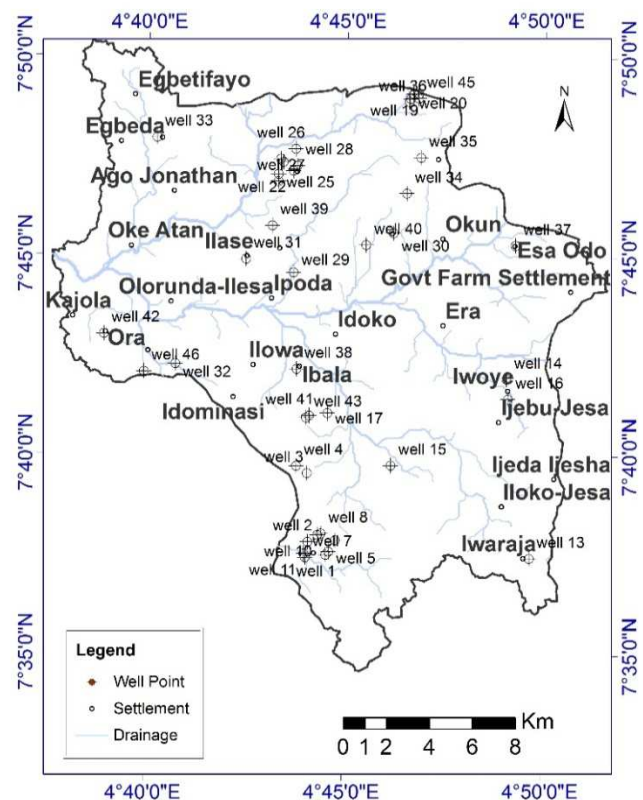 4°40'0"E 4°45'0"E 4°50'0"E
7°50'0"N 7°50'0"N
N
Egbetifayo
well 36 well 45
well 19 well 20
Egbeda well 33
well 26
well 28
well 35
well 27
Ago Jonathan
well 22 well 25
well 34
well 39
Oke Atan
Ilase
well 31
well 40
well 30
Okun
well 37
Esa Odo
7°45'0"N 7°45'0"N
well 29
Govt Farm Settlement
Olorunda-Ilesa
Ipoda
Kajola
well 42
Ora
Idoko
Era
well 46
well 32
Ilowa
well 38
Ibala
Iwoye
well 14
well 16
Idominasi
well 41 well 43
well 17
Ijebu-Jesa
well 3 well 4
well 15
7°40'0"N 7°40'0"N
Ijeda Ijesha
Iloko-Jesa
well 2 well 8
well 7
well 10
well 5
well 11 well 1
Iwaraja
well 13
7°35'0"N 7°35'0"N
Legend
Well Point
Settlement
Drainage
Km
0 1 2 4 6 8
4°40'0"E 4°45'0"E 4°50'0"E